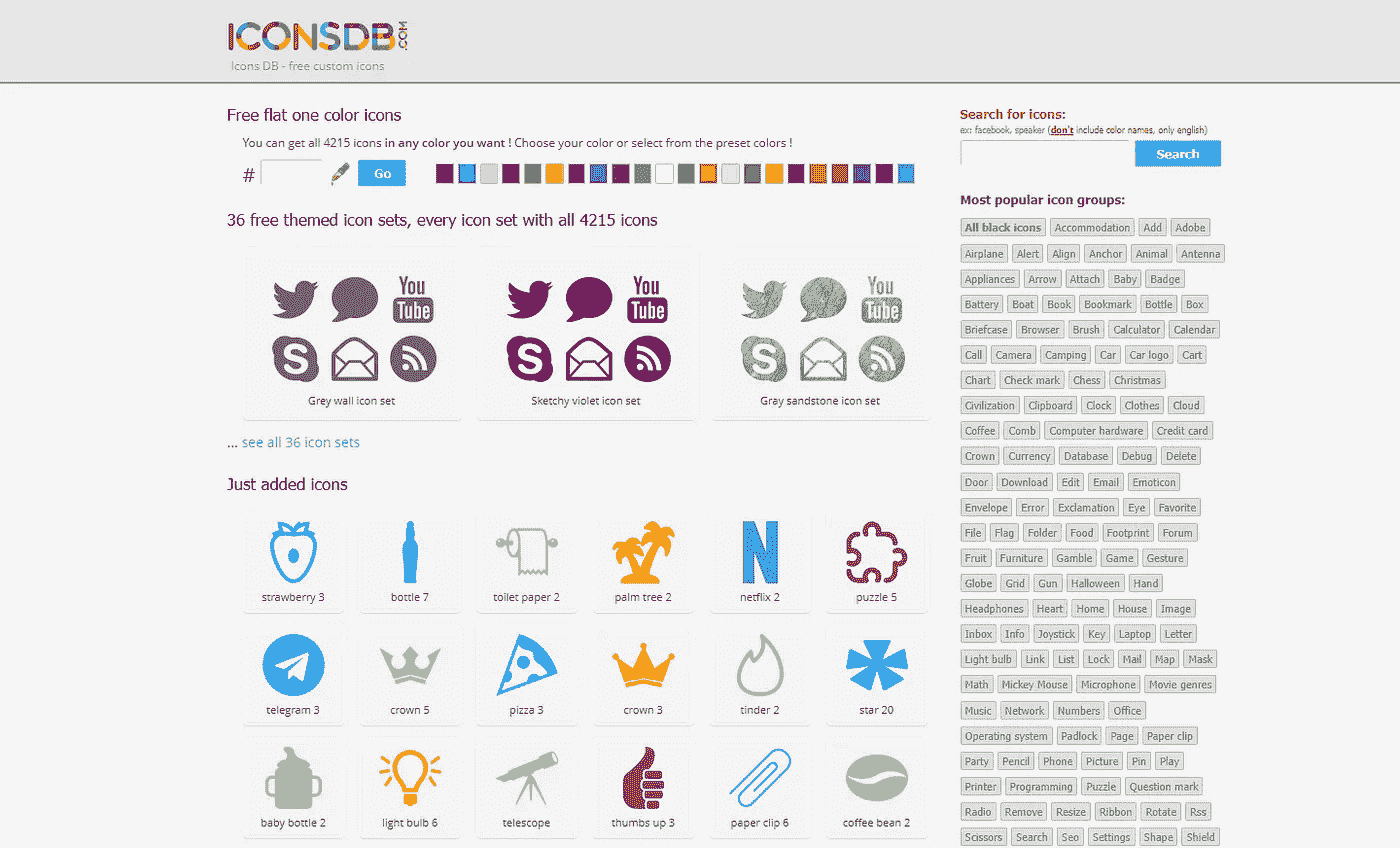 ICONSDB.COM
Icons DB - free custom icons
Free flat one color icons
You can get all 4215 icons in any color you want ! Choose your color or select from the preset colors !
#
Go
36 free themed icon sets, every icon set with all 4215 icons
You Tube
You Tube
You Tube
S
S
S
Grey wall icon set
Sketchy violet icon set
Gray sandstone icon set
... see all 36 icon sets
Just added icons
N
strawberry 3
bottle 7
toilet paper 2
palm tree 2
netflix 2
puzzle 5
telegram 3
crown 5
pizza 3
crown 3
tinder 2
star 20
baby bottle 2
light bulb 6
telescope
thumbs up 3
paper clip 6
coffee bean 2
Search for icons:
ex: facebook, speaker (don't include color names, only english)
Search
Most popular icon groups:
All black icons Accommodation Add Adobe
Airplane Alert Align Anchor Animal Antenna
Appliances Arrow Attach Baby Badge
Battery Boat Book Bookmark Bottle Box
Briefcase Browser Brush Calculator Calendar
Call Camera Camping Car Car logo Cart
Chart Check mark Chess Christmas
Civilization Clipboard Clock Clothes Cloud
Coffee Comb Computer hardware Credit card
Crown Currency Database Debug Delete
Door Download Edit Email Emoticon
Envelope Error Exclamation Eye Favorite
File Flag Folder Food Footprint Forum
Fruit Furniture Gamble Game Gesture
Globe Grid Gun Halloween Hand
Headphones Heart Home House Image
Inbox Info Joystick Key Laptop Letter
Light bulb Link List Lock Mail Map Mask
Math Mickey Mouse Microphone Movie genres
Music Network Numbers Office
Operating system Padlock Page Paper clip
Party Pencil Phone Picture Pin Play
Printer Programming Puzzle Question mark
Radio Remove Resize Ribbon Rotate Rss
Scissors Search Seo Settings Shape Shield